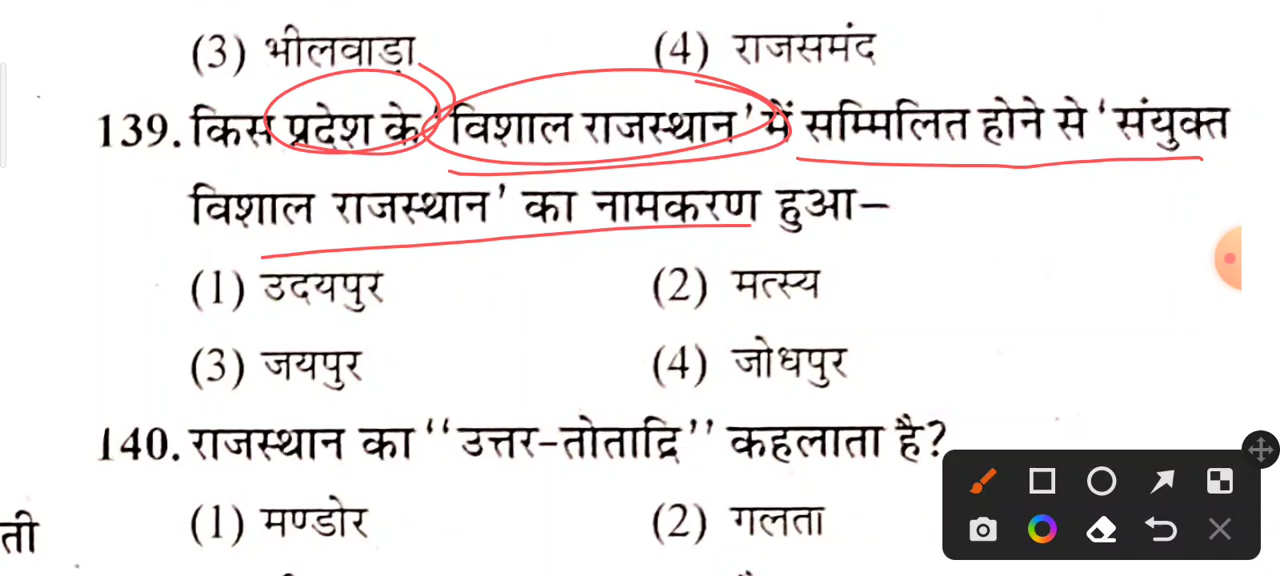 (3) भीलवाड़ा (4) राजसमंद
139. किस प्रदेश के 'विशाल राजस्थान' में सम्मिलित होने से 'संयुक्त
विशाल राजस्थान' का नामकरण हुआ–
(1) उदयपुर (2) मत्स्य
(3) जयपुर (4) जोधपुर
140. राजस्थान का ''उत्तर-तोताद्रि'' कहलाता है?
(1) मण्डोर (2) गलता
ती